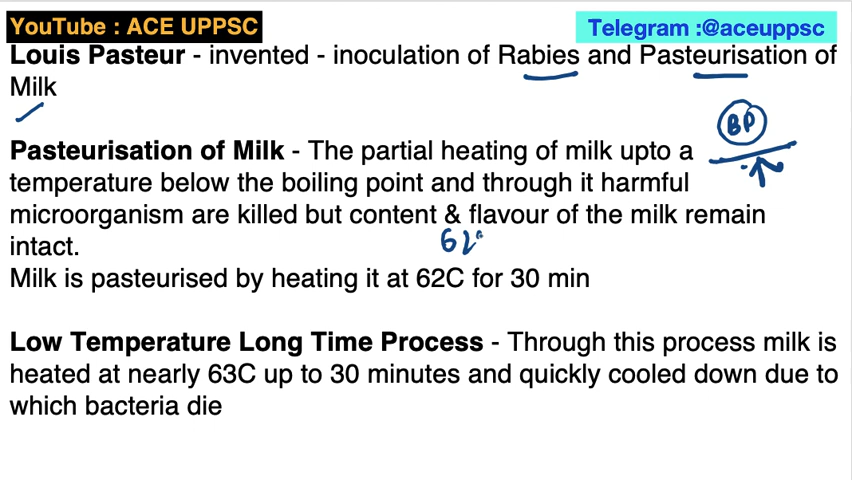 YouTube : ACE UPPSC
Telegram :@aceuppsc
Louis Pasteur - invented - inoculation of Rabies and Pasteurisation of
Milk
BP
Pasteurisation of Milk - The partial heating of milk upto a
temperature below the boiling point and through it harmful
microorganism are killed but content & flavour of the milk remain
intact.
62°
Milk is pasteurised by heating it at 62C for 30 min
Low Temperature Long Time Process - Through this process milk is
heated at nearly 63C up to 30 minutes and quickly cooled down due to
which bacteria die